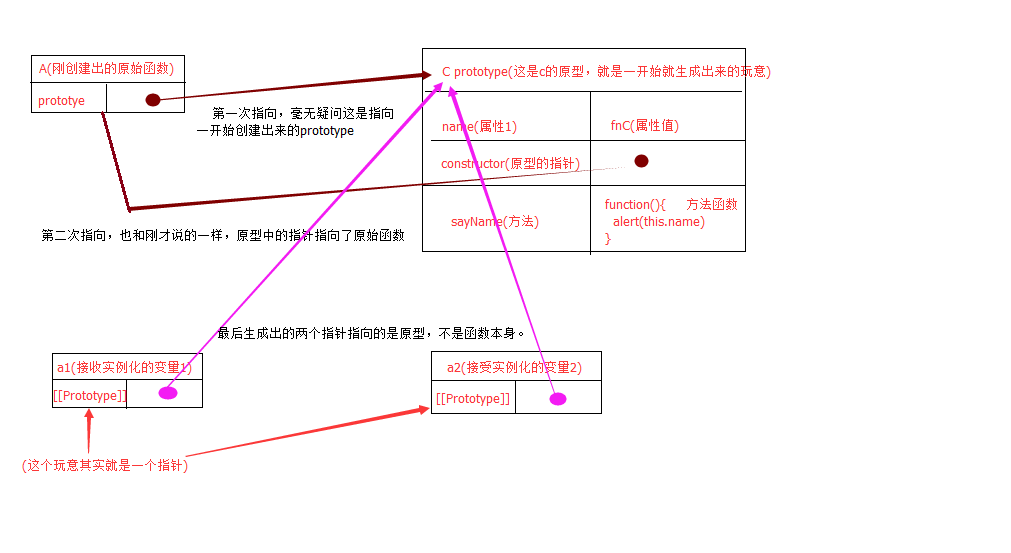 A(刚创建出的原始函数)
prototye
C prototype(这是c的原型，就是一开始就生成出来的玩意)
第一次指向，毫无疑问这是指向
一开始创建出来的prototype
name(属性1)
fnC(属性值)
constructor(原型的指针)
sayName(方法)
function(){ 方法函数
alert(this.name)
}
第二次指向，也和刚才说的一样，原型中的指针指向了原始函数
最后生成出的两个指针指向的是原型，不是函数本身。
a1(接收实例化的变量1)
[[Prototype]]
a2(接受实例化的变量2)
[[Prototype]]
(这个玩意其实就是一个指针)